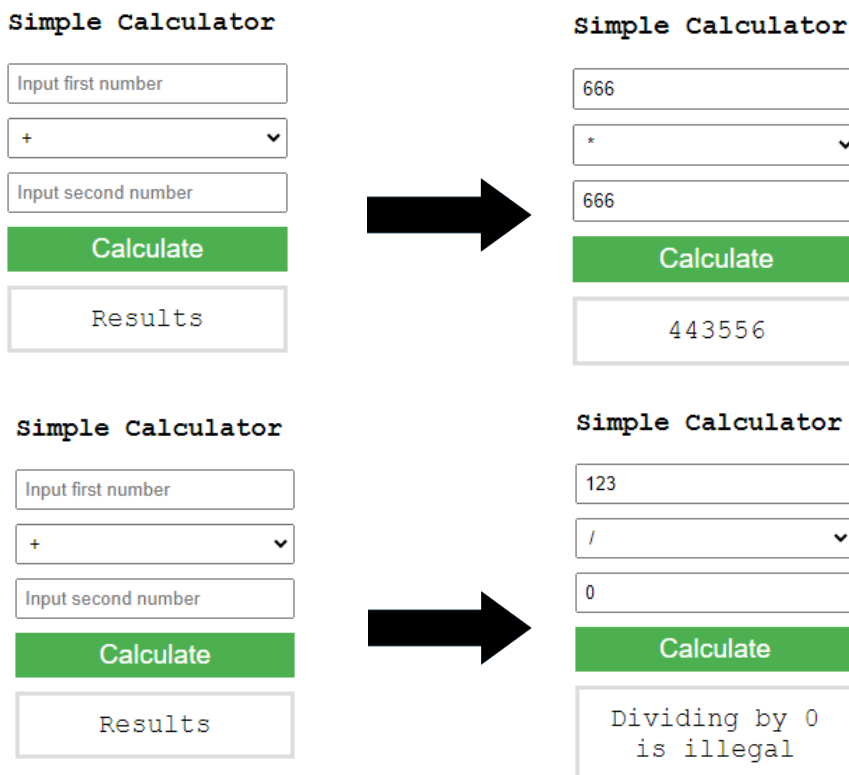 Simple Calculator
Input first number
+
Input second number
Calculate
Results
Simple Calculator
666
*
666
Calculate
443556
Simple Calculator
Input first number
+
Input second number
Calculate
Results
Simple Calculator
123
/
0
Calculate
Dividing by 0
is illegal